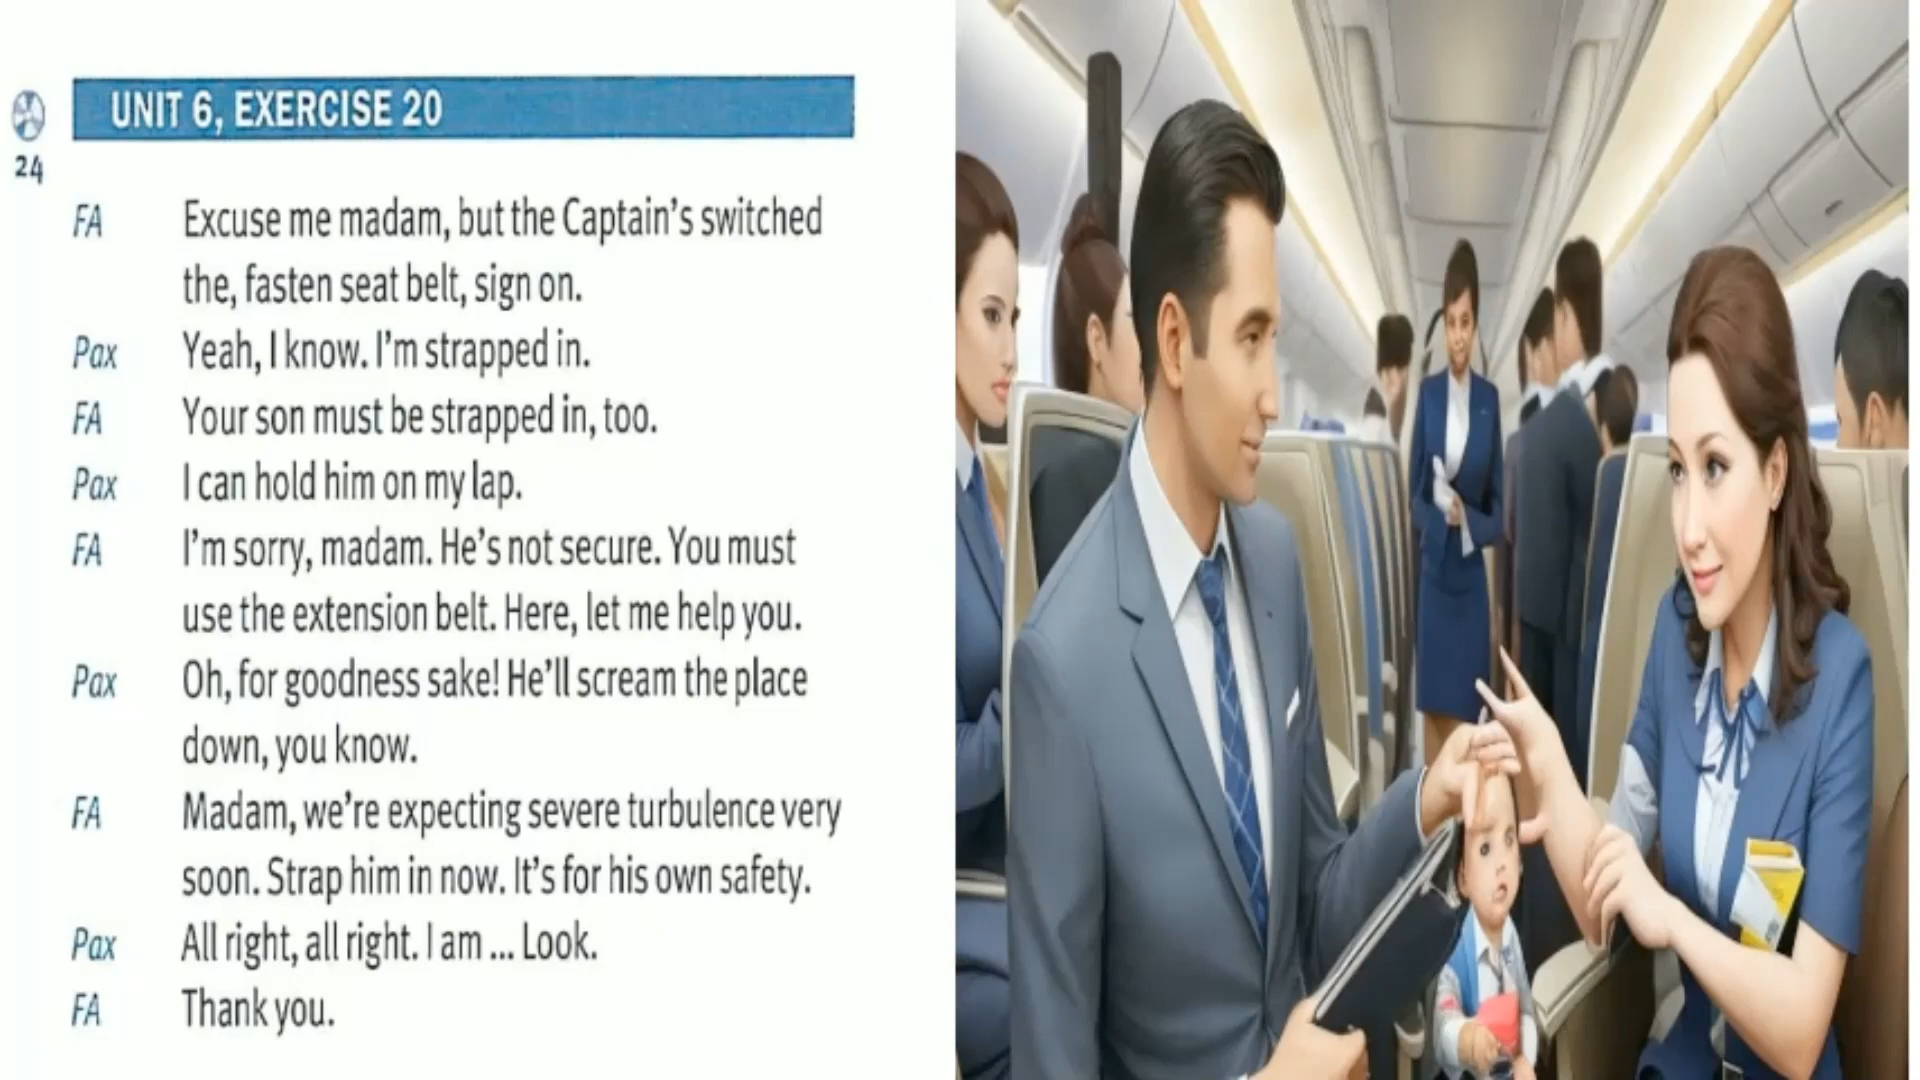 UNIT 6, EXERCISE 20
24
FA Excuse me madam, but the Captain's switched
the, fasten seat belt, sign on.
Pax Yeah, I know. I'm strapped in.
FA Your son must be strapped in, too.
Pax I can hold him on my lap.
FA I'm sorry, madam. He's not secure. You must
use the extension belt. Here, let me help you.
Pax Oh, for goodness sake! He'll scream the place
down, you know.
FA Madam, we're expecting severe turbulence very
soon. Strap him in now. It's for his own safety.
Pax All right, all right. I am ... Look.
FA Thank you.